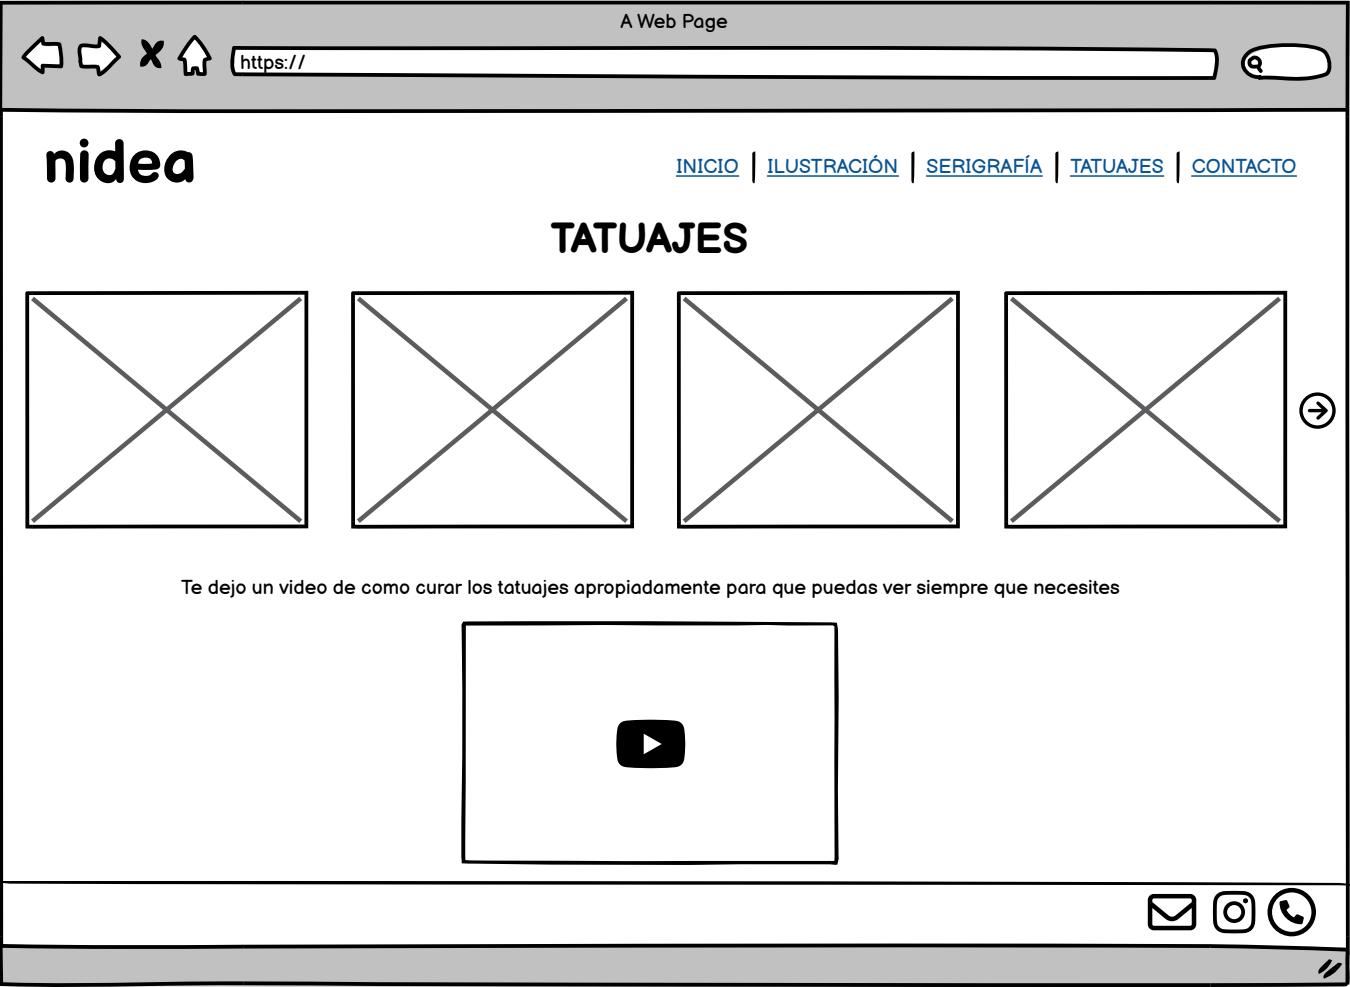 A Web Page
https://
nidea
INICIO | ILUSTRACIÓN | SERIGRAFÍA | TATUAJES | CONTACTO
TATUAJES
Te dejo un video de como curar los tatuajes apropiadamente para que puedas ver siempre que necesites